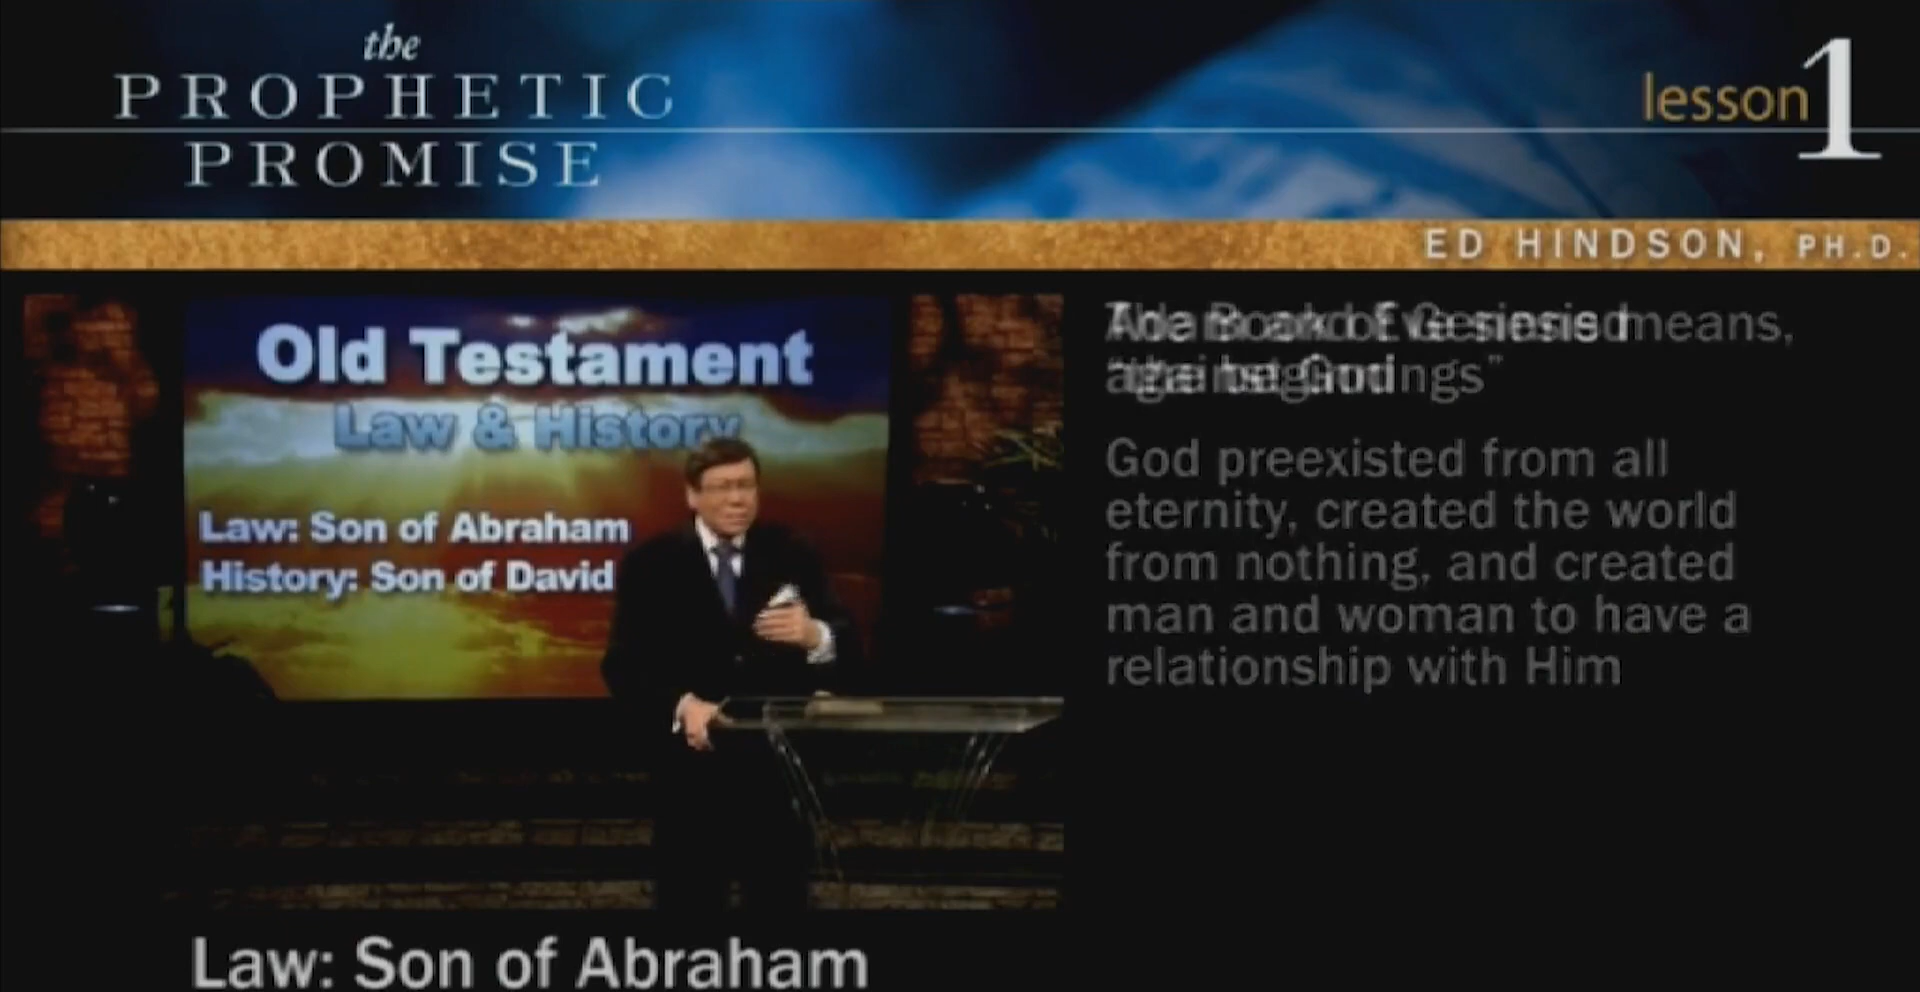 the
PROPHETIC
PROMISE
lesson 1
ED HINDSON, PH.D.
Old Testament
Law & History
Law: Son of Abraham
History: Son of David
God preexisted from all
eternity, created the world
from nothing, and created
man and woman to have a
relationship with Him
Law: Son of Abraham